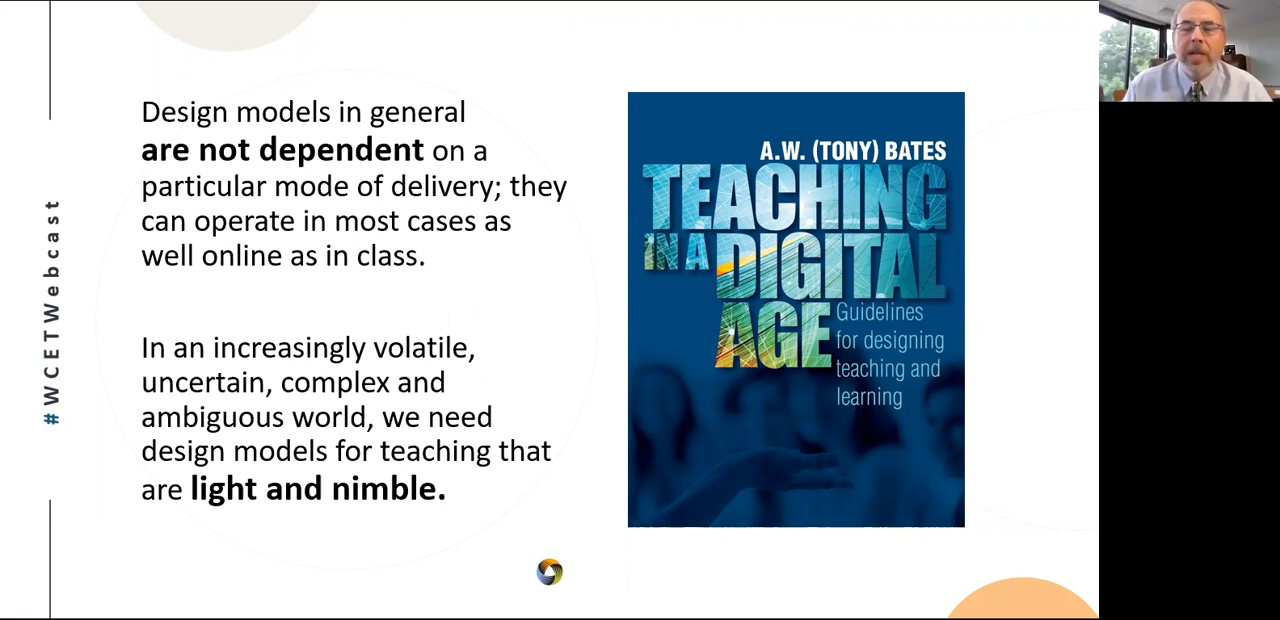 #WCETWebcast
Design models in general
are not dependent on a
particular mode of delivery; they
can operate in most cases as
well online as in class.
In an increasingly volatile,
uncertain, complex and
ambiguous world, we need
design models for teaching that
are light and nimble.
A.W. (TONY) BATES
TEACHING
IN A DIGITAL
AGE
Guidelines
for designing
teaching and
learning